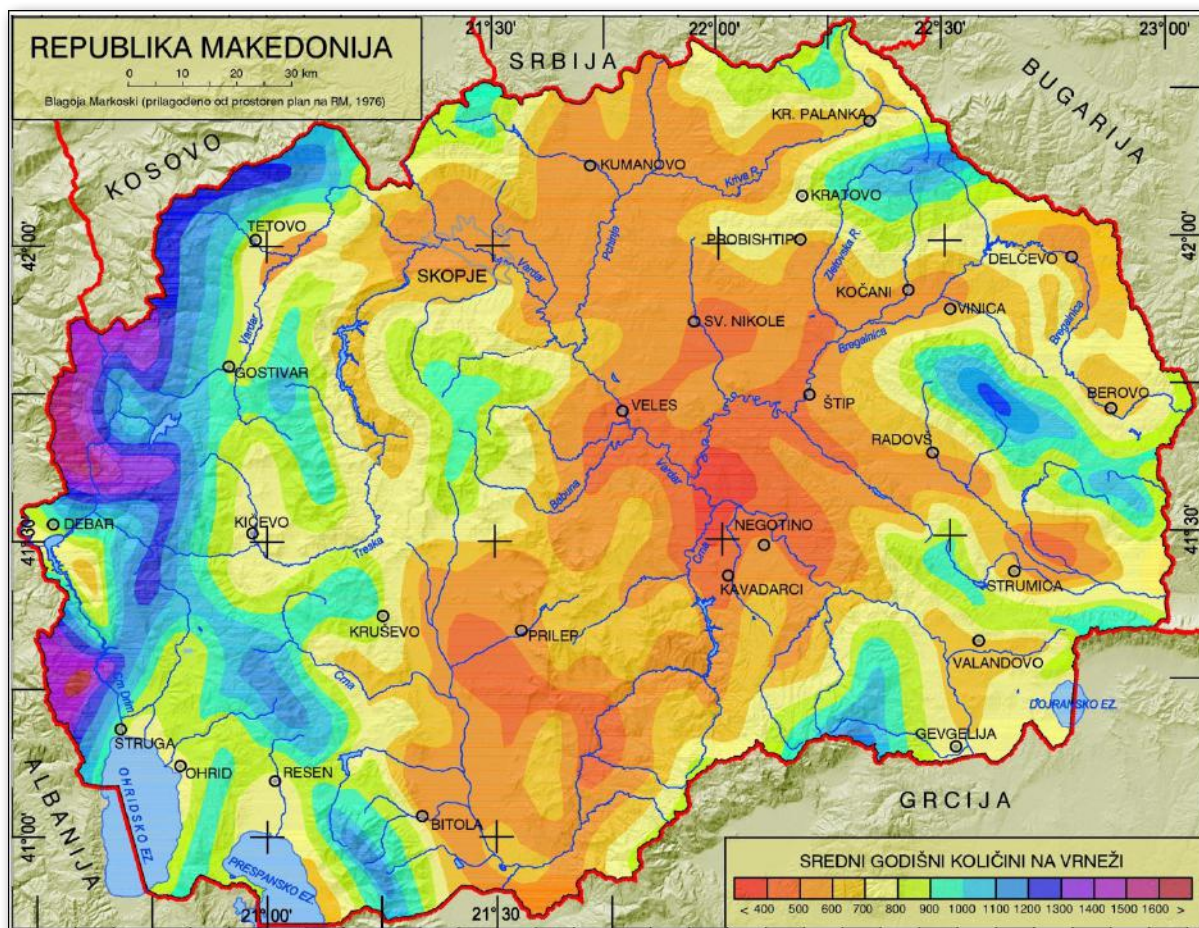 REPUBLIKA MAKEDONIJA
0 10 20 30 km
Blagoja Markoski (prilagodeno od prostoren plan na RM, 1976)
21°30'
22°00'
22°30'
23°00'
SRBIJA
BUGARIJA
KOSOVO
KR. PALANKA
KUMANOVO
Kriva R.
KRATOVO
TETOVO
42°00'
42°00'
PROBISHTIP
Zletovska R.
Pchinja
DELČEVO
SKOPJE
Vardar
KOČANI
VINICA
SV. NIKOLE
Bregalnica
Bregalnica
Vardar
GOSTIVAR
VELES
ŠTIP
BEROVO
RADOVŠ
Babuna
Vardar
DEBAR
KIČEVO
NEGOTINO
41°30'
41°30'
Treska
Crna
STRUMICA
KAVADARCI
KRUŠEVO
PRILEP
VALANDOVO
Crna
Crn Drim
DOJRANSKO EZ.
STRUGA
GEVGELIJA
OHRID
RESEN
ALBANIJA
OHRIDSKO EZ.
GRCIJA
BITOLA
41°00'
41°00'
PRESPANSKO EZ.
SREDNI GODIŠNI KOLIČINI NA VRNEŽI
21°00'
21°30'
< 400 500 600 700 800 900 1000 1100 1200 1300 1400 1500 1600 >